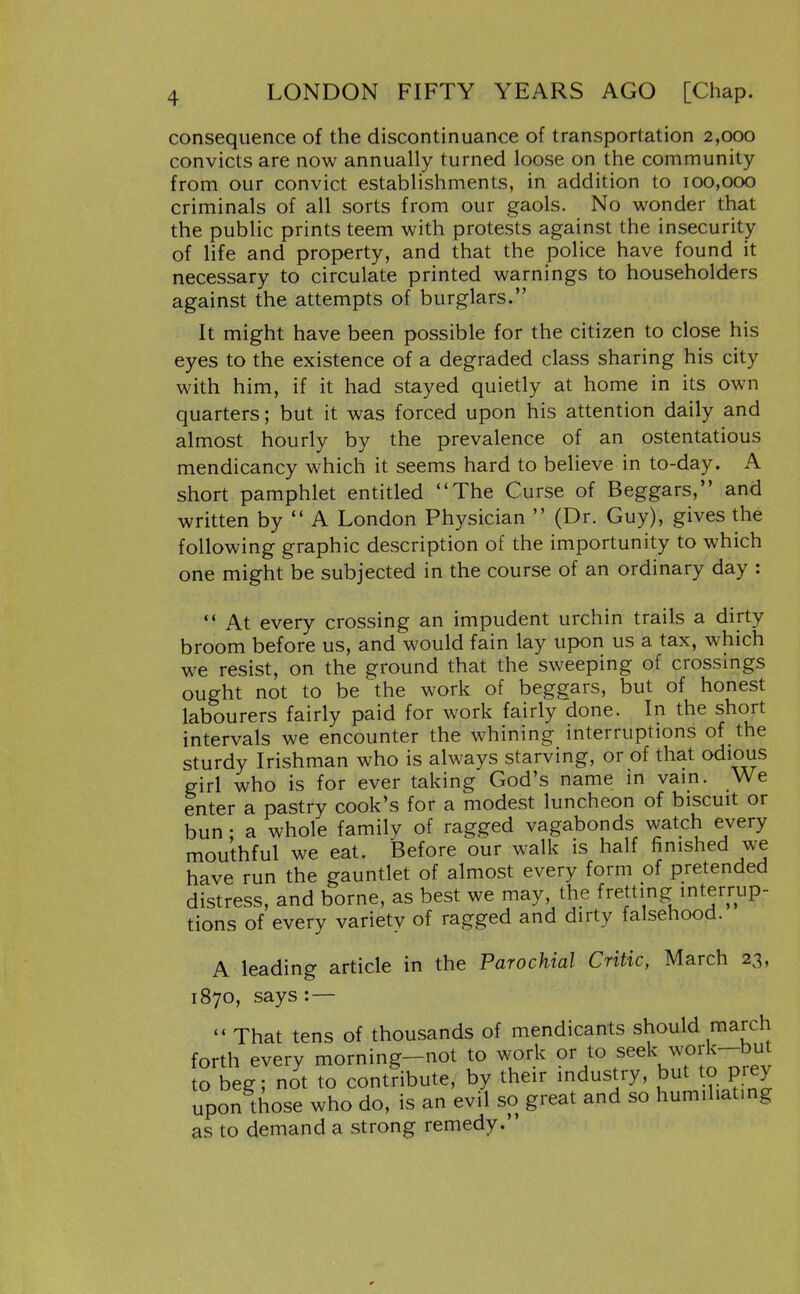 4 LONDON FIFTY YEARS AGO [Chap.
consequence of the discontinuance of transportation 2,000
convicts are now annually turned loose on the community
from our convict establishments, in addition to 100,000
criminals of all sorts from our gaols. No wonder that
the public prints teem with protests against the insecurity
of life and property, and that the police have found it
necessary to circulate printed warnings to householders
against the attempts of burglars.”
It might have been possible for the citizen to close his
eyes to the existence of a degraded class sharing his city
with him, if it had stayed quietly at home in its own
quarters; but it was forced upon his attention daily and
almost hourly by the prevalence of an ostentatious
mendicancy which it seems hard to believe in to-day. A
short pamphlet entitled “The Curse of Beggars,” and
written by “ A London Physician ” (Dr. Guy), gives the
following graphic description of the importunity to which
one might be subjected in the course of an ordinary day :
“ At every crossing an impudent urchin trails a dirty
broom before us, and would fain lay upon us a tax, which
we resist, on the ground that the sweeping of crossings
ought not to be the work of beggars, but of honest
labourers fairly paid for work fairly done. In the short
intervals we encounter the whining interruptions of the
sturdy Irishman who is always starving, or of that odious
girl who is for ever taking God’s name in vain. We
enter a pastry cook’s for a modest luncheon of biscuit or
bun ; a whole family of ragged vagabonds watch every
mouthful we eat. Before our walk is half finished we
have run the gauntlet of almost every form of pretended
distress, and borne, as best we may, the fretting interrup-
tions of every variety of ragged and dirty falsehood.”
A leading article in the Parochial Critic, March 23,
1870, says :—
“ That tens of thousands of mendicants should march
forth every morning—not to work or to seek work—but
to beg ; not to contribute, by their industry, but to prey
upon those who do, is an evil so great and so humiliating
as to demand a strong remedy.”